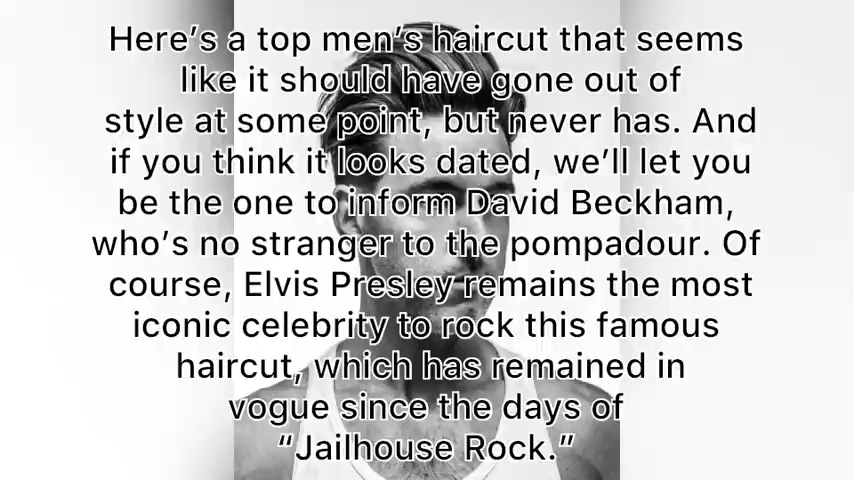 Here’s a top men’s haircut that seems
like it should have gone out of
style at some point, but never has. And
if you think it looks dated, we’ll let you
be the one to inform David Beckham,
who’s no stranger to the pompadour. Of
course, Elvis Presley remains the most
iconic celebrity to rock this famous
haircut, which has remained in
vogue since the days of
“Jailhouse Rock.”